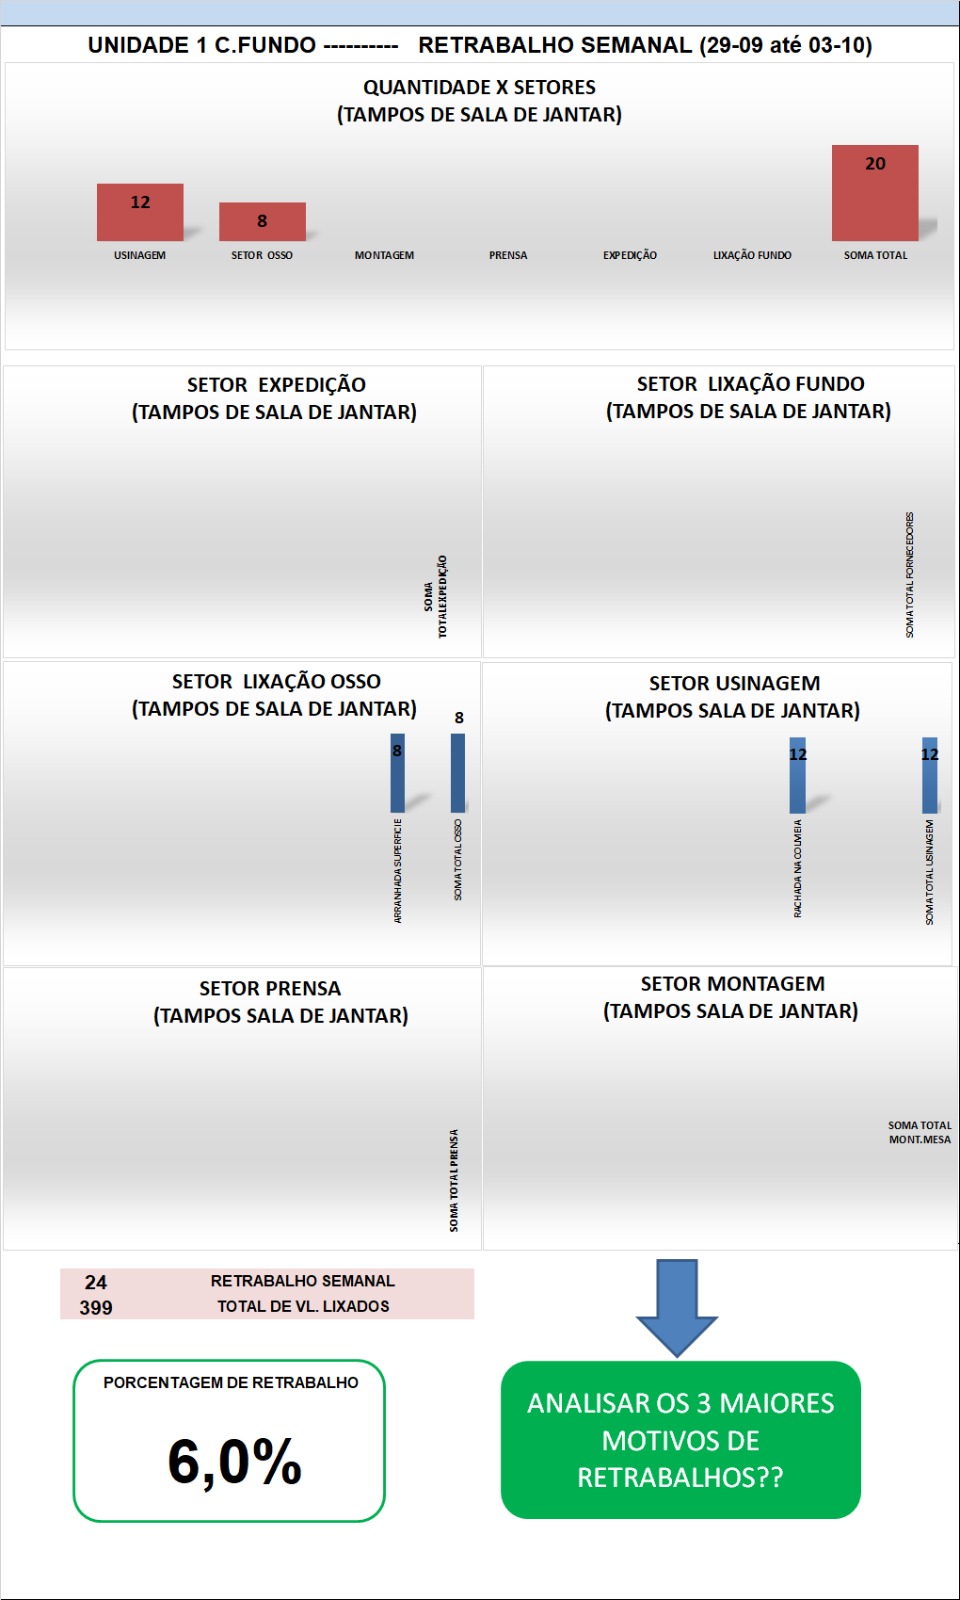 UNIDADE 1 C.FUNDO ---------- RETRABALHO SEMANAL (29-09 até 03-10)
QUANTIDADE X SETORES
(TAMPOS DE SALA DE JANTAR)
12
8
20
USINAGEM
SETOR OSSO
MONTAGEM
PRENSA
EXPEDIÇÃO
LIXAÇÃO FUNDO
SOMA TOTAL
SETOR EXPEDIÇÃO
(TAMPOS DE SALA DE JANTAR)
SOMA
TOTALEXPEDIÇÃO
SETOR LIXAÇÃO FUNDO
(TAMPOS DE SALA DE JANTAR)
SOMA TOTAL FORNECEDORES
SETOR LIXAÇÃO OSSO
(TAMPOS DE SALA DE JANTAR)
8
8
ARRANHADA SUPERFICIE
SOMA TOTAL OSSO
SETOR USINAGEM
(TAMPOS SALA DE JANTAR)
12
12
RACHADA NA COLMEIA
SOMA TOTAL USINAGEM
SETOR PRENSA
(TAMPOS SALA DE JANTAR)
SOMA TOTAL PRENSA
SETOR MONTAGEM
(TAMPOS SALA DE JANTAR)
SOMA TOTAL
MONT.MESA
24 RETRABALHO SEMANAL
399 TOTAL DE VL. LIXADOS
PORCENTAGEM DE RETRABALHO
6,0%
ANALISAR OS 3 MAIORES
MOTIVOS DE
RETRABALHOS??